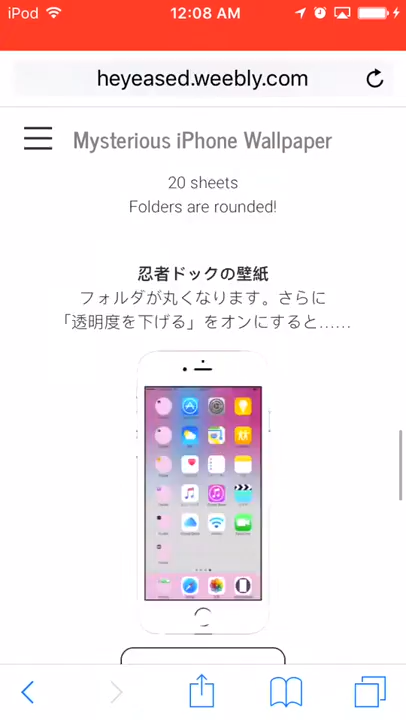 iPod 12:08 AM
heyeased.weebly.com
Mysterious iPhone Wallpaper
20 sheets
Folders are rounded!
忍者ドックの壁紙
フォルダが丸くなります。さらに
「透明度を下げる」をオンにすると……